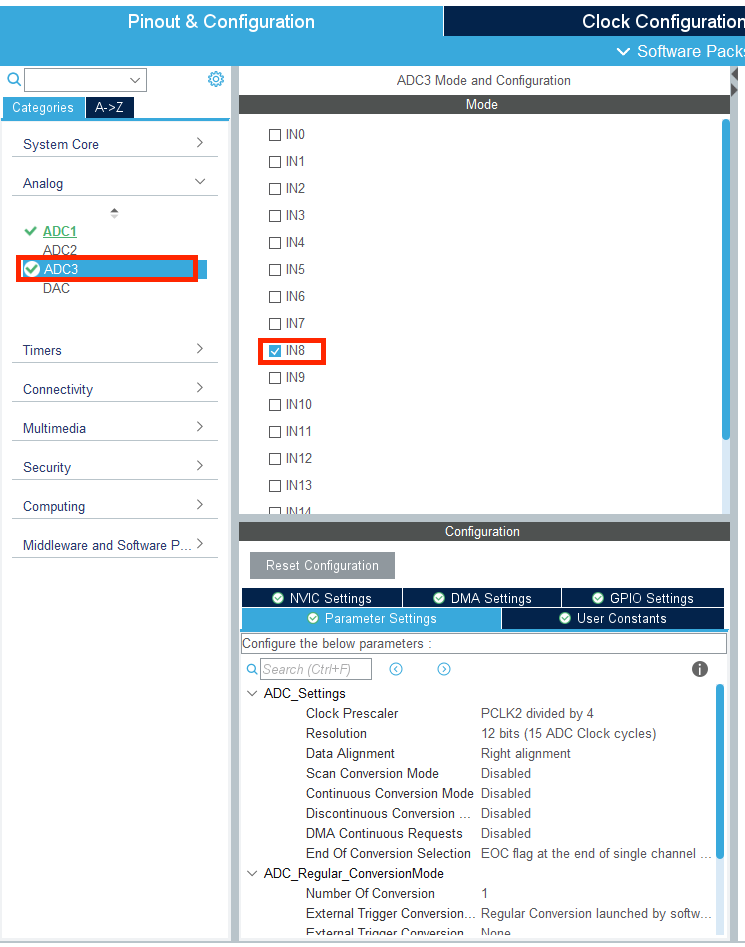 Pinout & Configuration
Clock Configuration
Software Packs
Categories
A->Z
System Core
Analog
ADC1
ADC2
ADC3
DAC
Timers
Connectivity
Multimedia
Security
Computing
Middleware and Software P...
ADC3 Mode and Configuration
Mode
IN0
IN1
IN2
IN3
IN4
IN5
IN6
IN7
IN8
IN9
IN10
IN11
IN12
IN13
IN14
Configuration
Reset Configuration
NVIC Settings
DMA Settings
GPIO Settings
Parameter Settings
User Constants
Configure the below parameters :
Search (Ctrl+F)
ADC_Settings
Clock Prescaler PCLK2 divided by 4
Resolution 12 bits (15 ADC Clock cycles)
Data Alignment Right alignment
Scan Conversion Mode Disabled
Continuous Conversion Mode Disabled
Discontinuous Conversion ... Disabled
DMA Continuous Requests Disabled
End Of Conversion Selection EOC flag at the end of single channel ...
ADC_Regular_ConversionMode
Number Of Conversion 1
External Trigger Conversion... Regular Conversion launched by softw...
External Trigger Conversion None